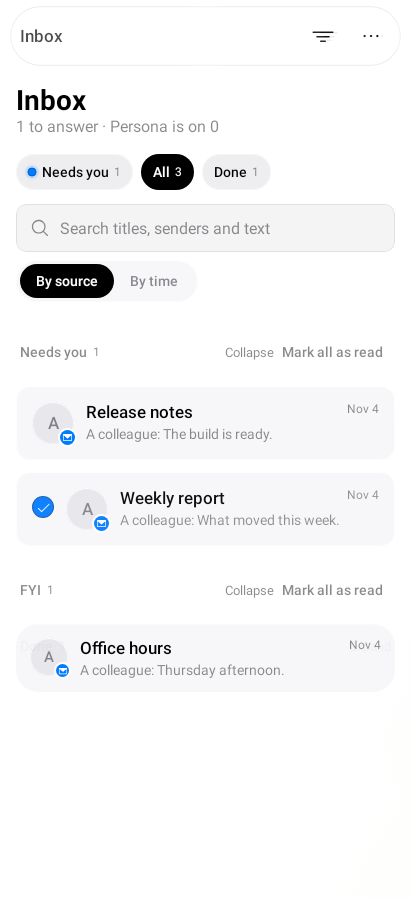 Inbox
Inbox
1 to answer · Persona is on 0
Needs you 1
All 3
Done 1
Search titles, senders and text
By source
By time
Needs you 1
Collapse Mark all as read
A
Release notes
Nov 4
A colleague: The build is ready.
A
Weekly report
Nov 4
A colleague: What moved this week.
FYI 1
Collapse Mark all as read
A
Office hours
Nov 4
A colleague: Thursday afternoon.